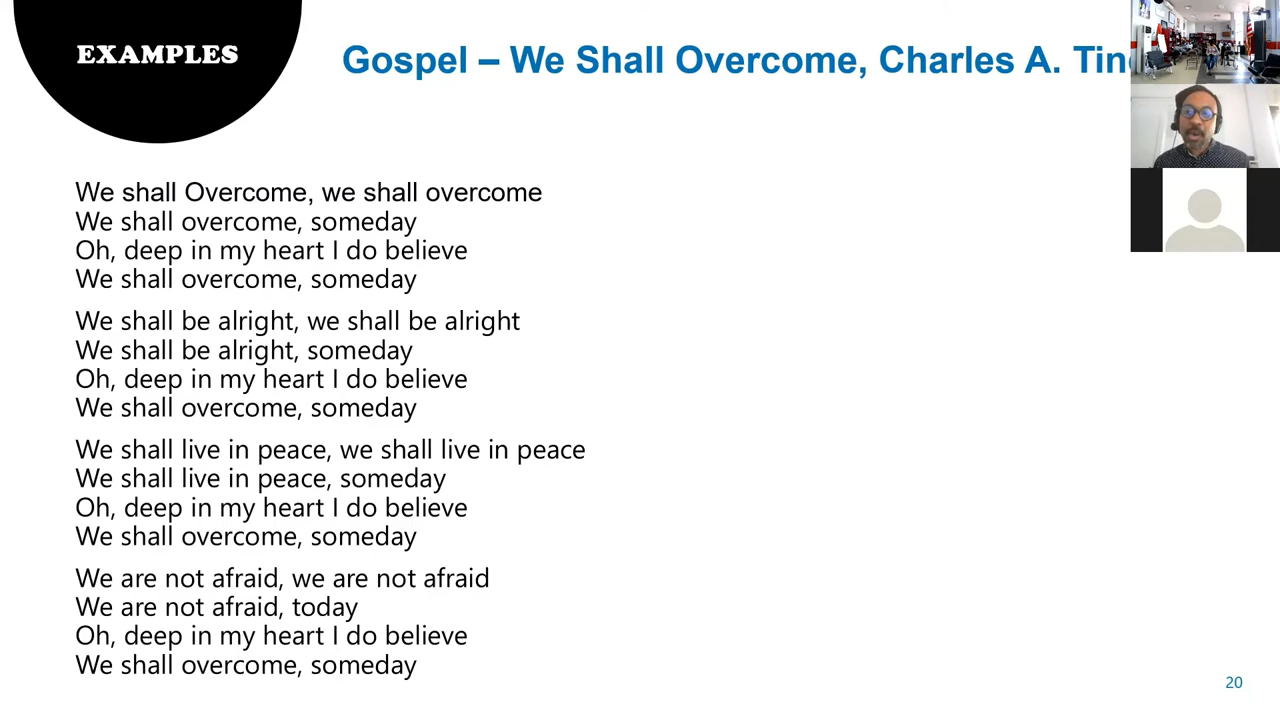 EXAMPLES
Gospel – We Shall Overcome, Charles A.
We shall Overcome, we shall overcome
We shall overcome, someday
Oh, deep in my heart I do believe
We shall overcome, someday
We shall be alright, we shall be alright
We shall be alright, someday
Oh, deep in my heart I do believe
We shall overcome, someday
We shall live in peace, we shall live in peace
We shall live in peace, someday
Oh, deep in my heart I do believe
We shall overcome, someday
We are not afraid, we are not afraid
We are not afraid, today
Oh, deep in my heart I do believe
We shall overcome, someday
20